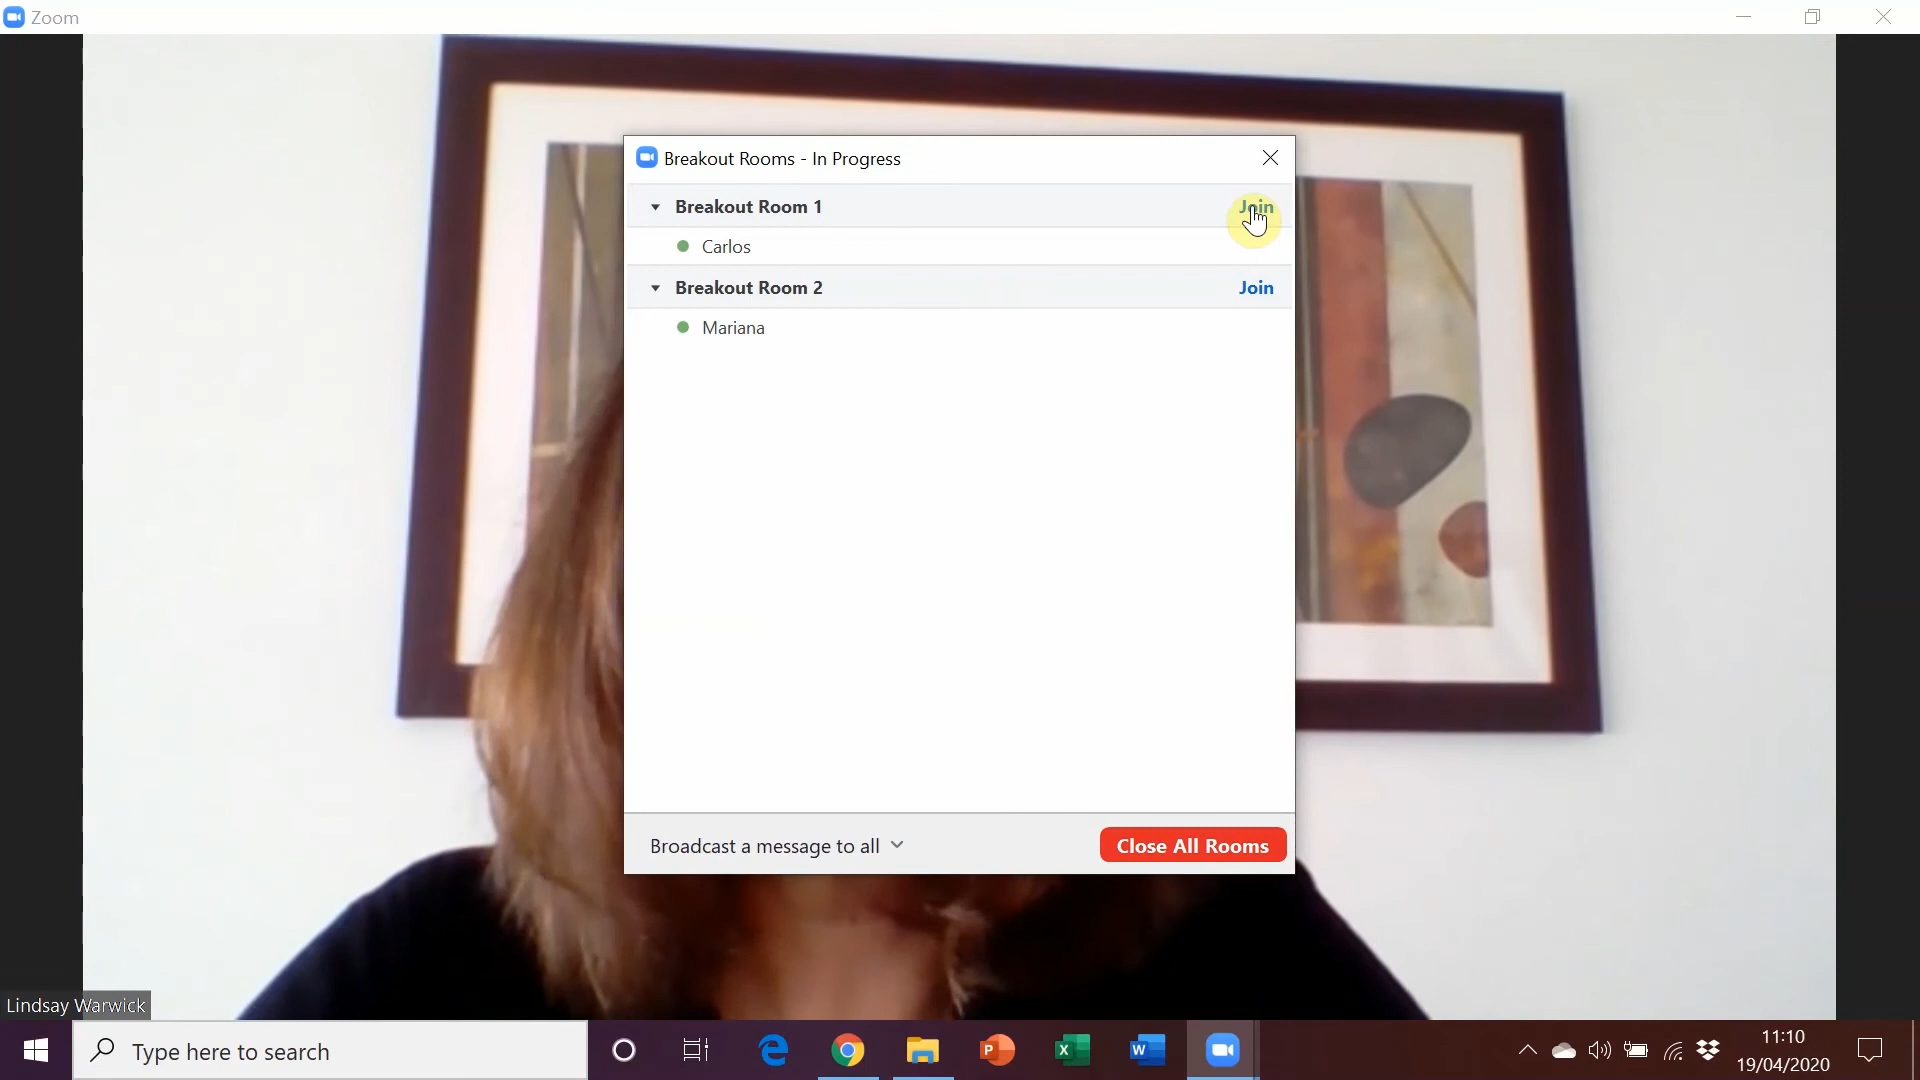 Zoom
Breakout Rooms - In Progress
Breakout Room 1 Join
Carlos
Breakout Room 2 Join
Mariana
Broadcast a message to all Close All Rooms
Lindsay Warwick
Type here to search
11:10
19/04/2020